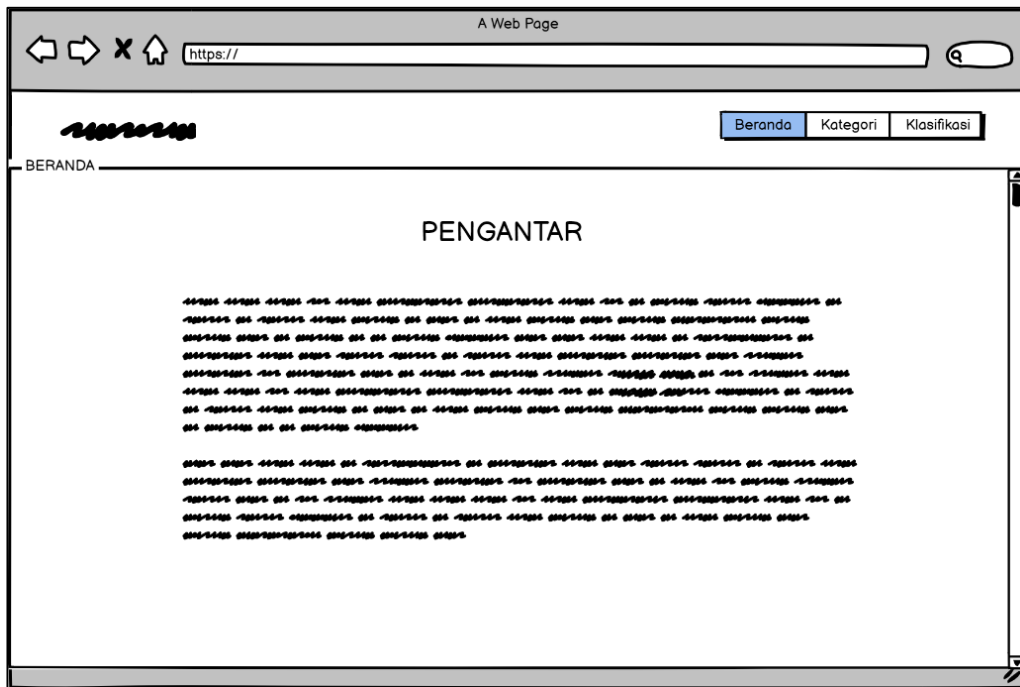 A Web Page
https://
Beranda Kategori Klasifikasi
BERANDA
PENGANTAR